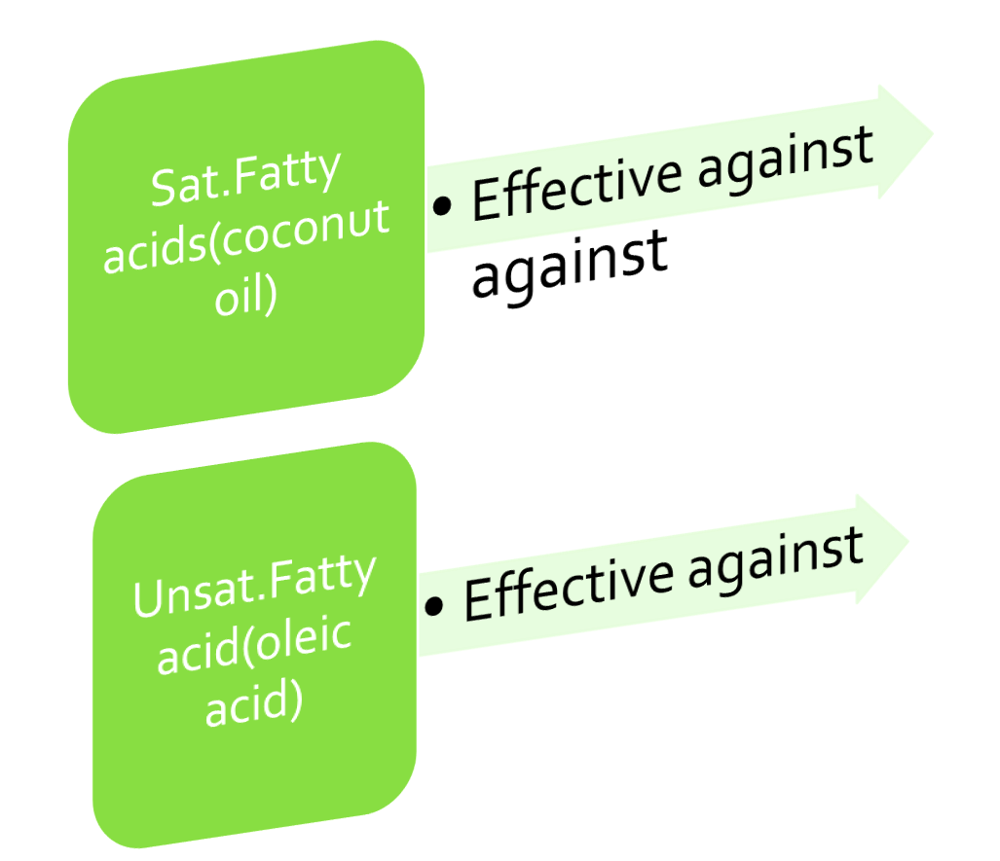 Sat.Fatty
acids(coconut
oil)
• Effective against
against
Unsat.Fatty
acid(oleic
acid)
• Effective against